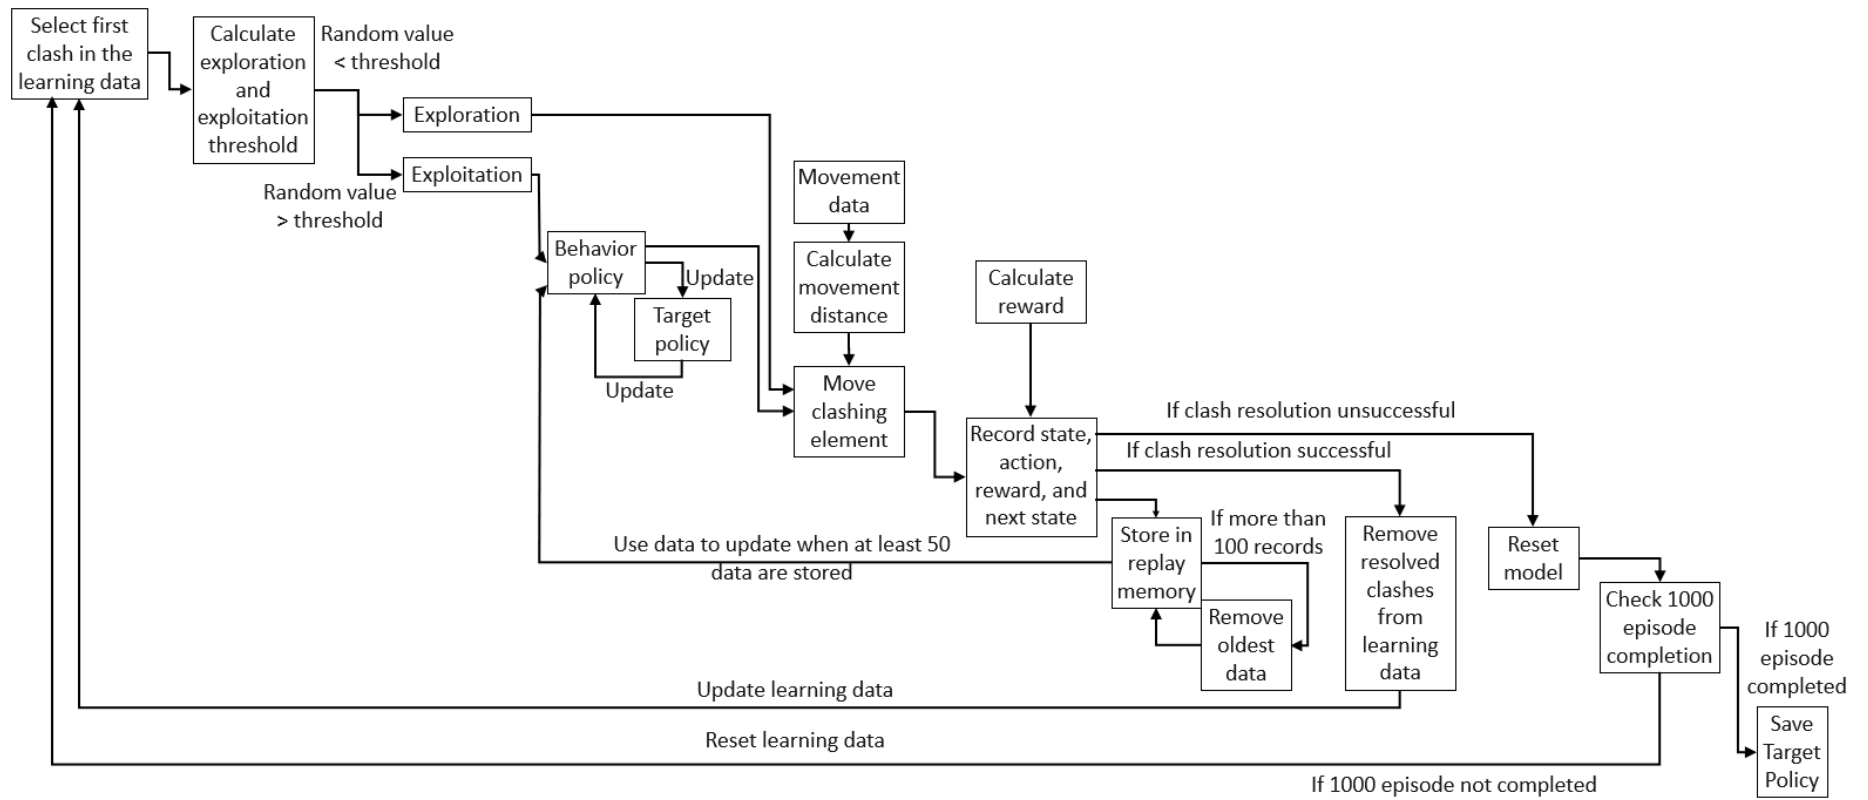 Select first
clash in the
learning data
Calculate
exploration
and
exploitation
threshold
Random value
< threshold
Exploration
Exploitation
Random value
> threshold
Behavior
policy
Update
Target
policy
Update
Movement
data
Calculate
movement
distance
Move
clashing
element
Calculate
reward
Record state,
action,
reward, and
next state
If clash resolution unsuccessful
If clash resolution successful
Store in
replay
memory
If more than
100 records
Remove
oldest
data
Use data to update when at least 50
data are stored
Remove
resolved
clashes
from
learning
data
Reset
model
Check 1000
episode
completion
If 1000
episode
completed
Save
Target
Policy
Update learning data
Reset learning data
If 1000 episode not completed